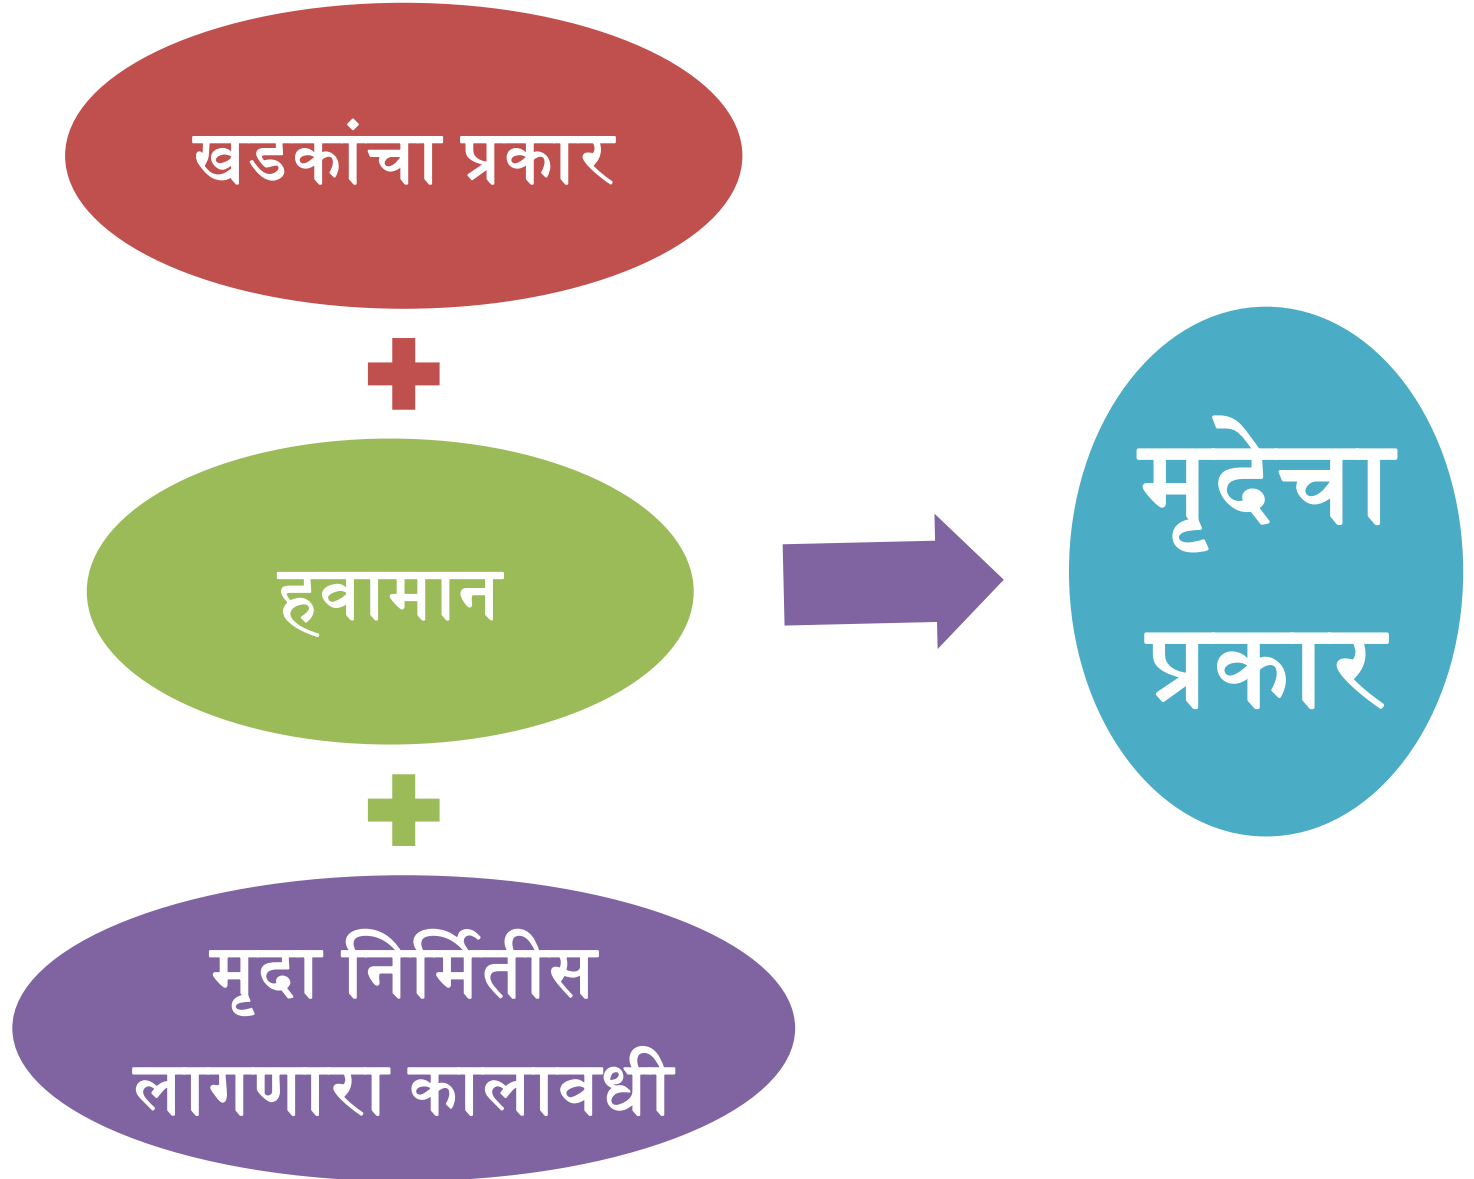 खडकांचा प्रकार
हवामान
मृदा निर्मितीस
लागणारा कालावधी
मृदेचा
प्रकार